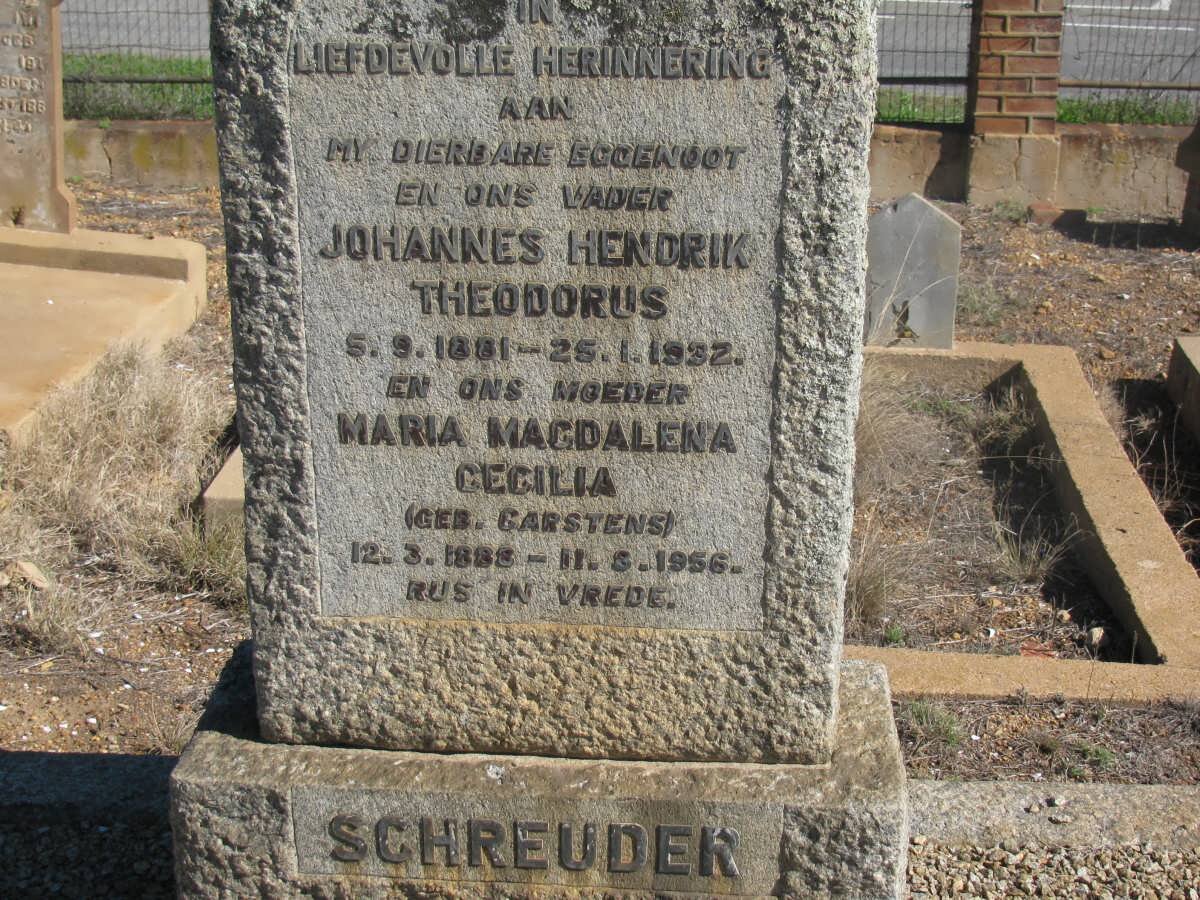 IN
LIEFDEVOLLE HERINNERING
AAN
MY DIERBARE EGGENOOT
EN ONS VADER
JOHANNES HENDRIK
THEODORUS
5. 9. 1881 – 25. 1. 1932.
EN ONS MOEDER
MARIA MAGDALENA
CECILIA
(GEB. CARSTENS)
12. 3. 1888 – 11. 8. 1956.
RUS IN VREDE.
SCHREUDER